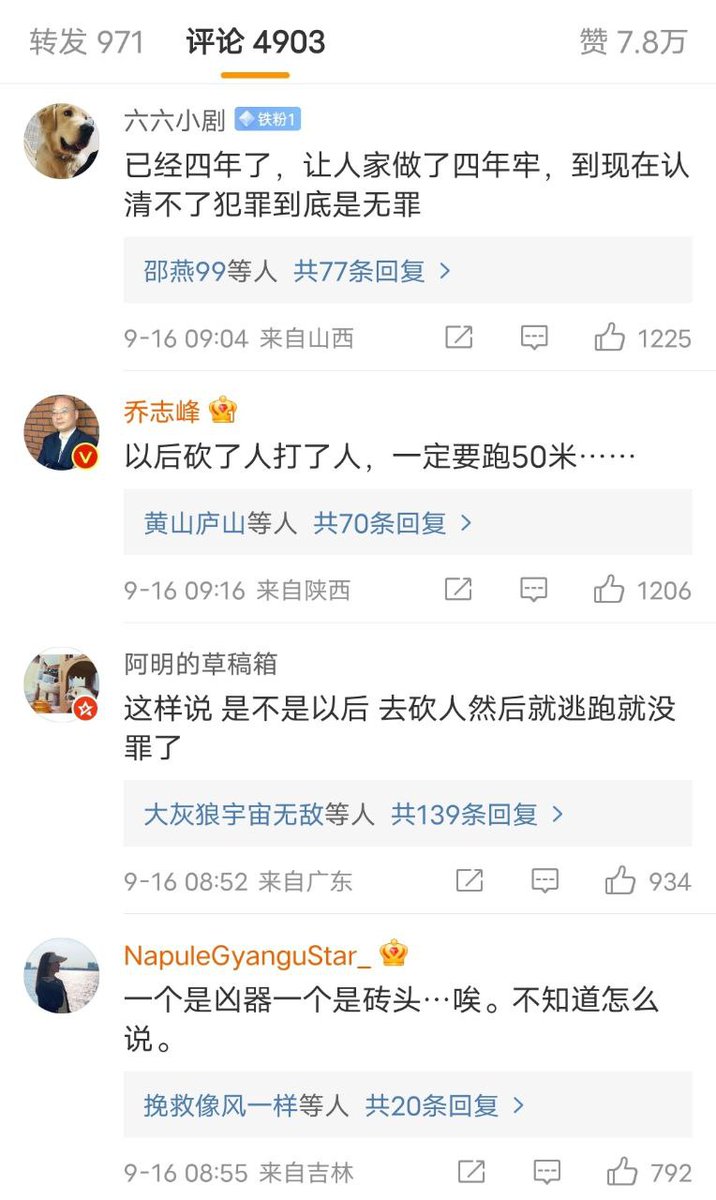 转发 971 评论 4903 赞 7.8万
六六小剧 铁粉1
已经四年了，让人家做了四年牢，到现在认
清不了犯罪到底是无罪
邵燕99等人 共77条回复 >
9-16 09:04 来自山西 1225
乔志峰
以后砍了人打了人，一定要跑50米……
黄山庐山等人 共70条回复 >
9-16 09:16 来自陕西 1206
阿明的草稿箱
这样说 是不是以后 去砍人然后就逃跑就没
罪了
大灰狼宇宙无敌等人 共139条回复 >
9-16 08:52 来自广东 934
NapuleGyanguStar_
一个是凶器一个是砖头…唉。不知道怎么
说。
挽救像风一样等人 共20条回复 >
9-16 08:55 来自吉林 792